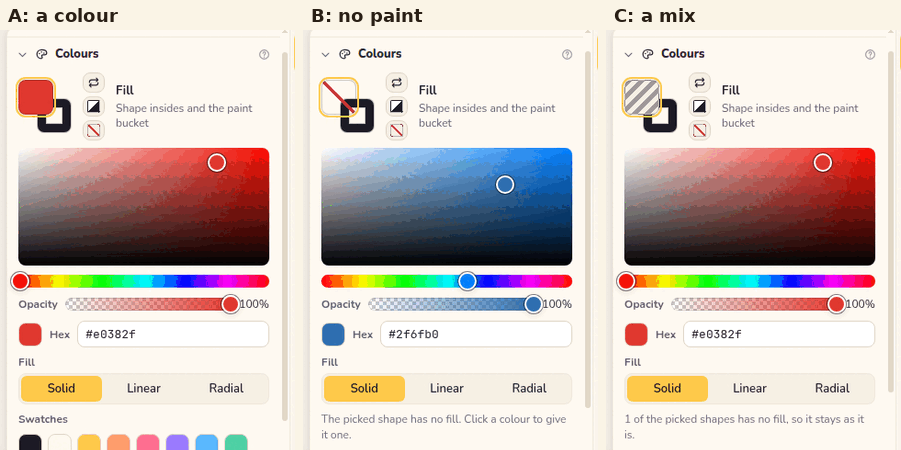 A: a colour
Colours
Fill
Shape insides and the paint
bucket
Opacity
100%
Hex
#e0382f
Fill
Solid
Linear
Radial
Swatches
B: no paint
Colours
Fill
Shape insides and the paint
bucket
Opacity
100%
Hex
#2f6fb0
Fill
Solid
Linear
Radial
The picked shape has no fill. Click a colour to give
it one.
C: a mix
Colours
Fill
Shape insides and the paint
bucket
Opacity
100%
Hex
#e0382f
Fill
Solid
Linear
Radial
1 of the picked shapes has no fill, so it stays as it
is.